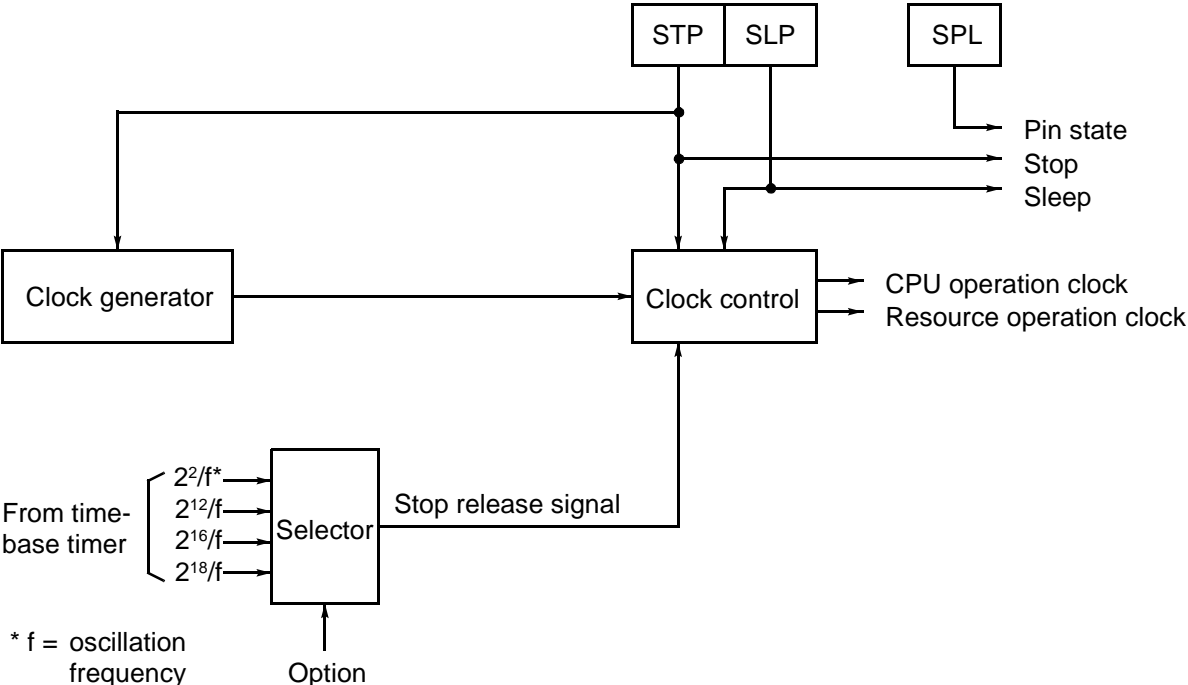 STP SLP SPL
Pin state
Stop
Sleep
Clock generator
Clock control
CPU operation clock
Resource operation clock
From time-
base timer
2²/f*
2¹²/f
2¹⁶/f
2¹⁸/f
Selector
Stop release signal
* f = oscillation
frequency
Option